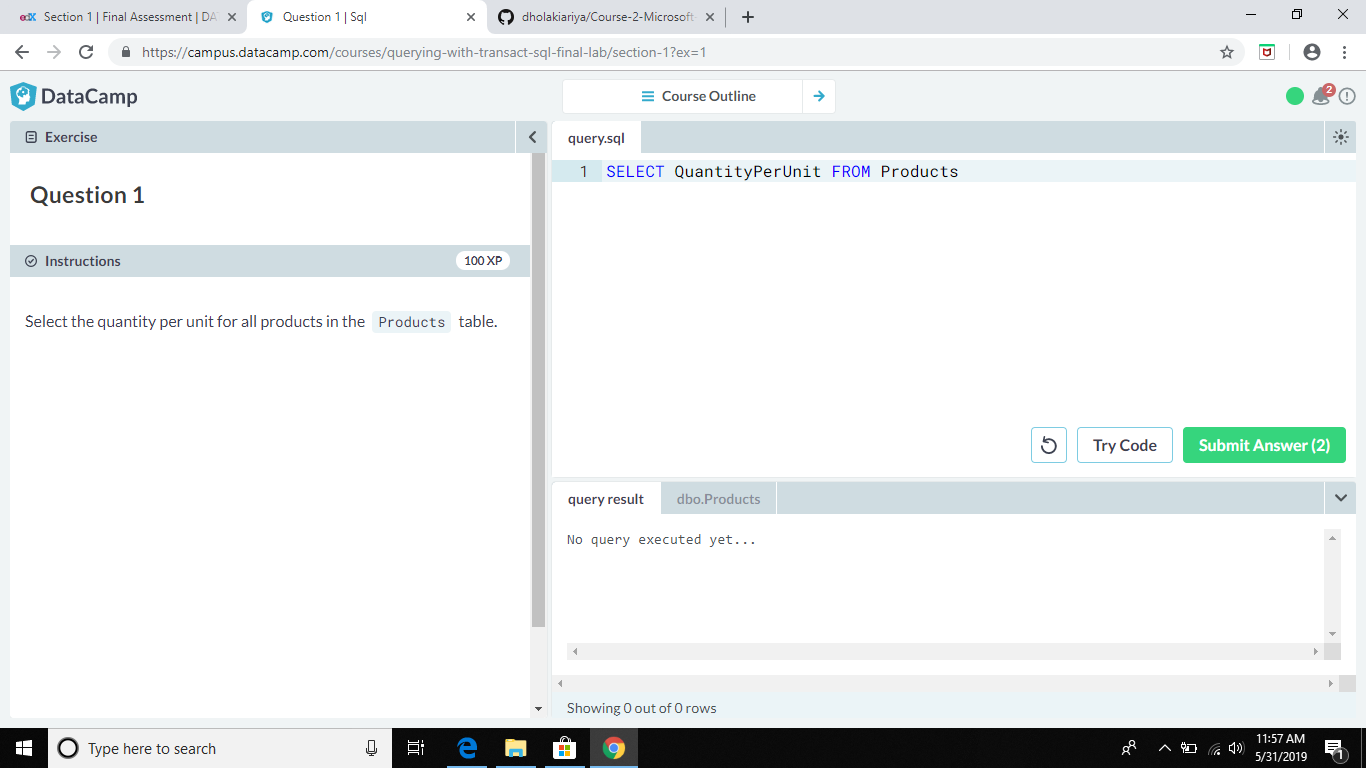 edX Section 1 | Final Assessment | DA
Question 1 | Sql
dholakiariya/Course-2-Microsoft
https://campus.datacamp.com/courses/querying-with-transact-sql-final-lab/section-1?ex=1
DataCamp
Course Outline
2
Exercise
query.sql
1 SELECT QuantityPerUnit FROM Products
Question 1
Instructions
100 XP
Select the quantity per unit for all products in the Products table.
Try Code
Submit Answer (2)
query result
dbo.Products
No query executed yet...
Showing 0 out of 0 rows
Type here to search
11:57 AM
5/31/2019
1